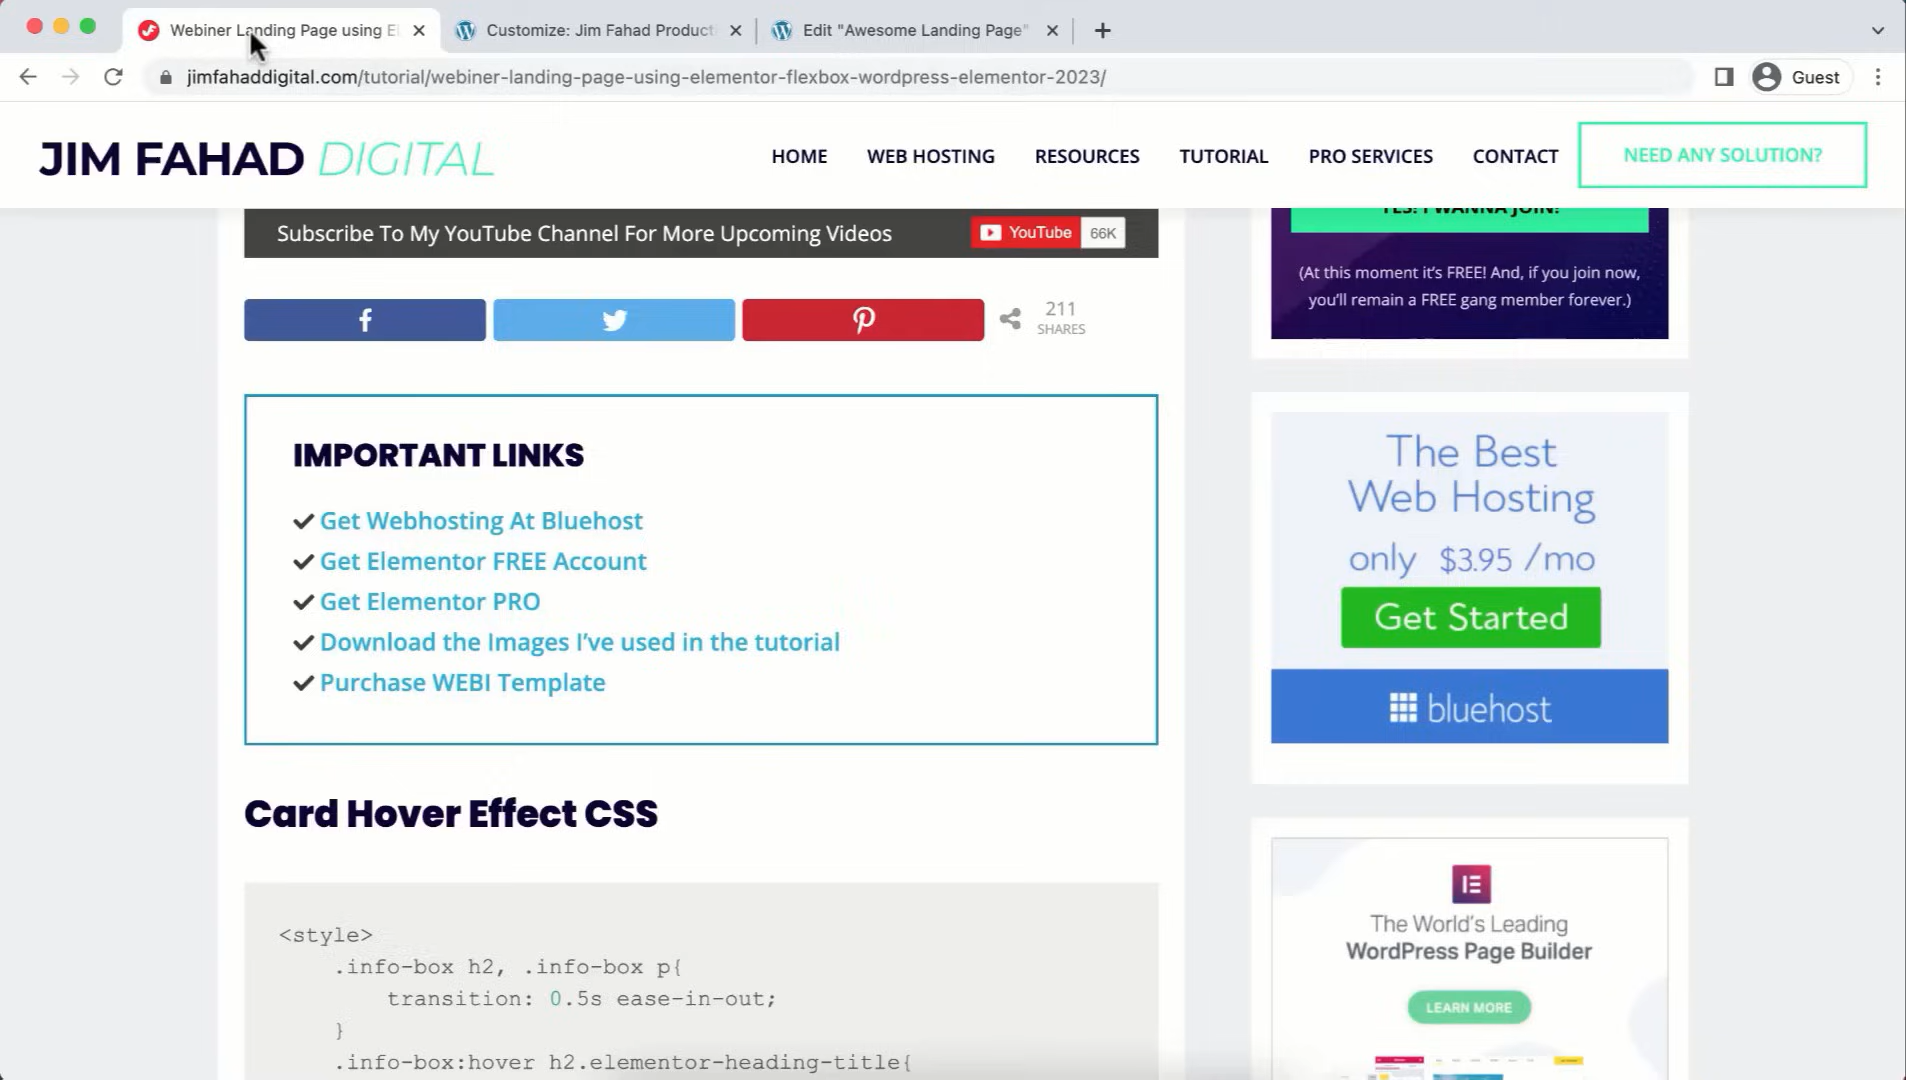 Webiner Landing Page using El
Customize: Jim Fahad Product
Edit "Awesome Landing Page"
jimfahaddigital.com/tutorial/webiner-landing-page-using-elementor-flexbox-wordpress-elementor-2023/
Guest
JIM FAHAD DIGITAL
HOME
WEB HOSTING
RESOURCES
TUTORIAL
PRO SERVICES
CONTACT
NEED ANY SOLUTION?
Subscribe To My YouTube Channel For More Upcoming Videos
YouTube 66K
211
SHARES
IMPORTANT LINKS
Get Webhosting At Bluehost
Get Elementor FREE Account
Get Elementor PRO
Download the Images I’ve used in the tutorial
Purchase WEBI Template
Card Hover Effect CSS
<style>
.info-box h2, .info-box p{
transition: 0.5s ease-in-out;
}
.info-box:hover h2.elementor-heading-title{
YES! I WANNA JOIN!
(At this moment it’s FREE! And, if you join now,
you’ll remain a FREE gang member forever.)
The Best
Web Hosting
only $3.95 /mo
Get Started
bluehost
The World’s Leading
WordPress Page Builder
LEARN MORE